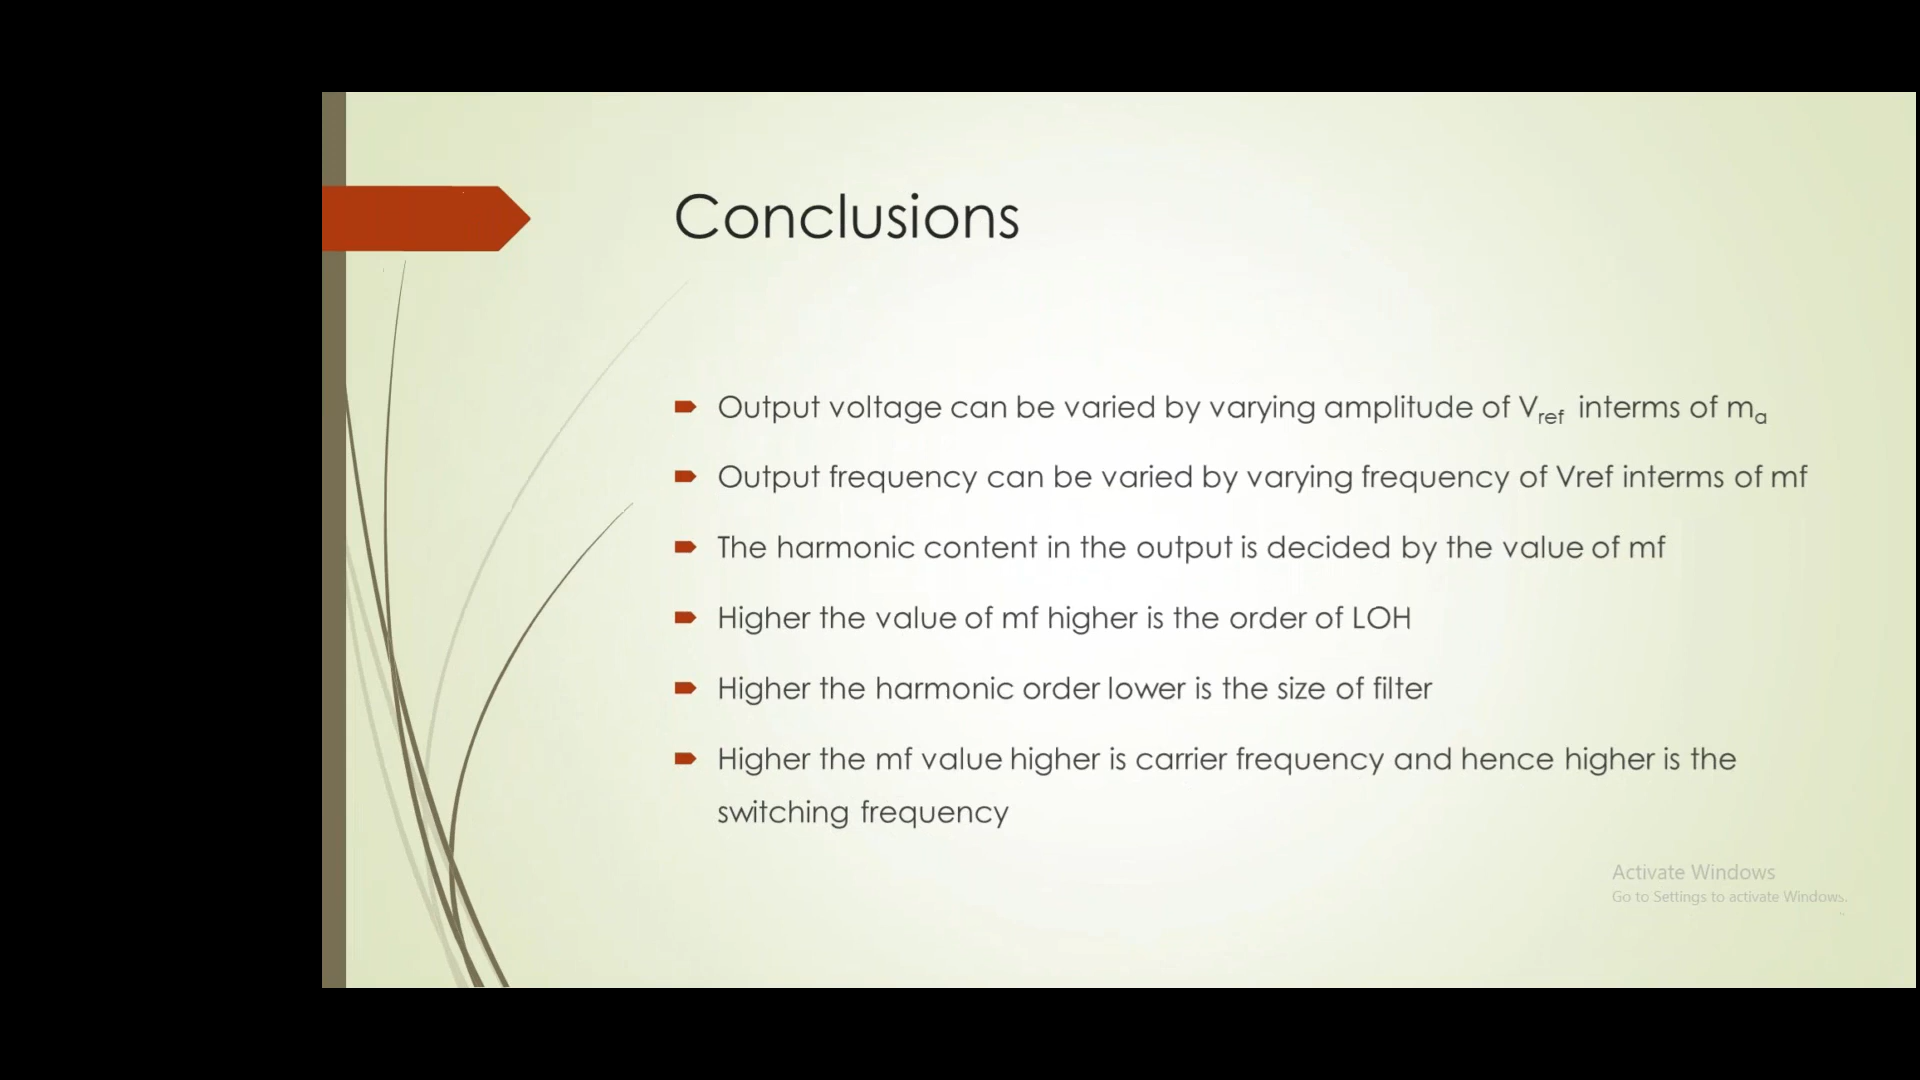 Conclusions
Output voltage can be varied by varying amplitude of Vref interms of ma
Output frequency can be varied by varying frequency of Vref interms of mf
The harmonic content in the output is decided by the value of mf
Higher the value of mf higher is the order of LOH
Higher the harmonic order lower is the size of filter
Higher the mf value higher is carrier frequency and hence higher is the
switching frequency
Activate Windows
Go to Settings to activate Windows.